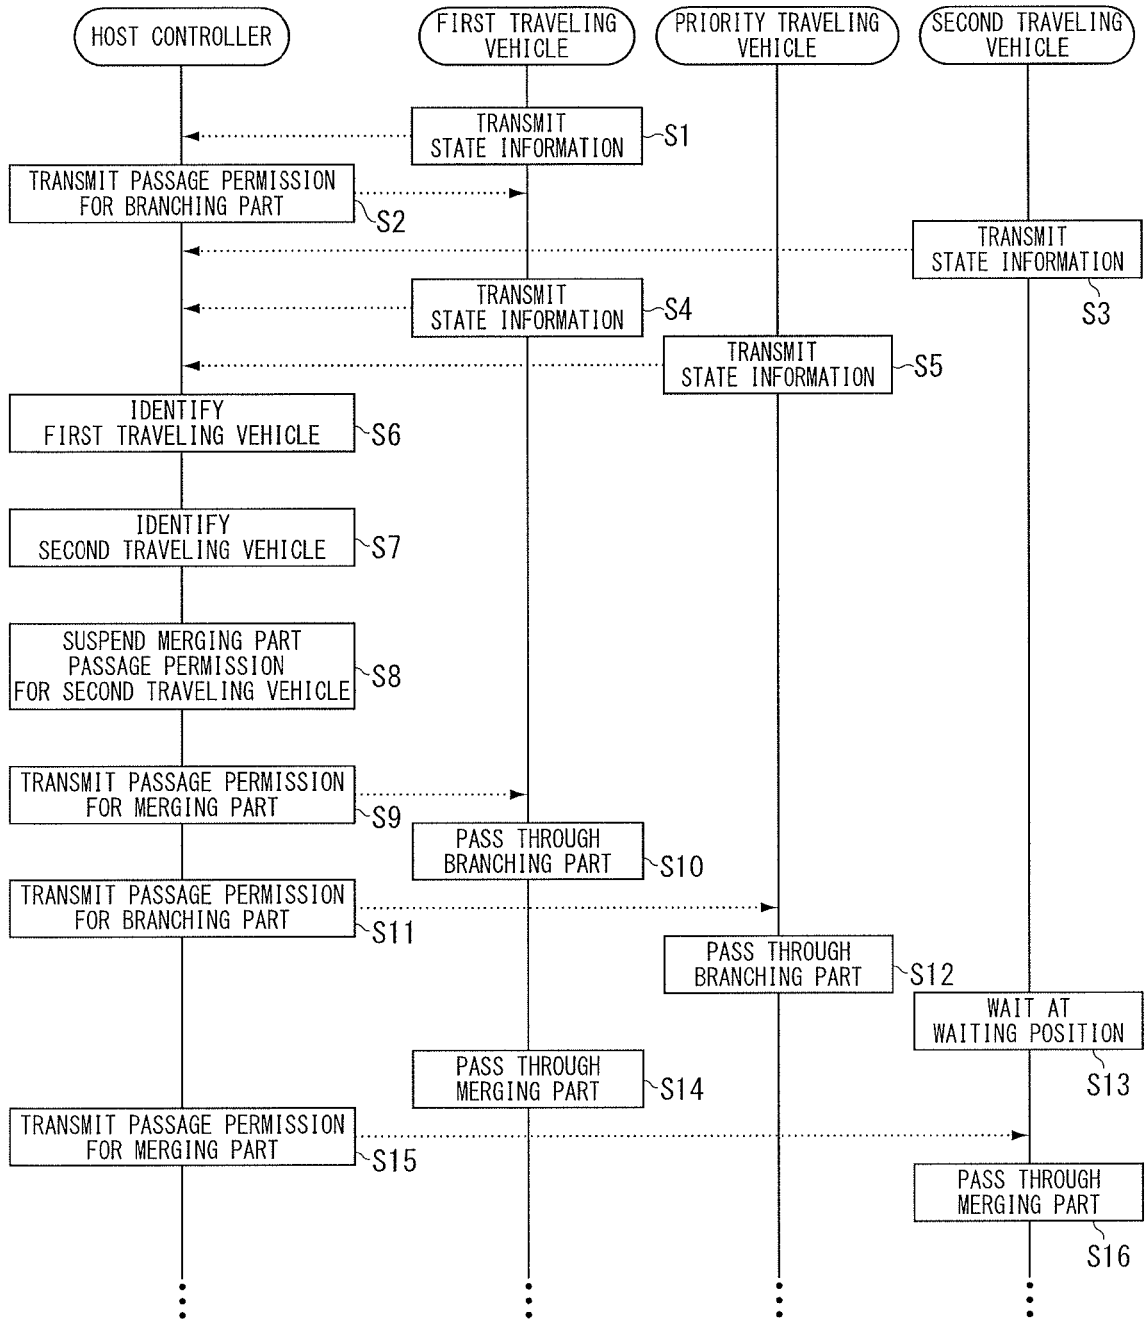 HOST CONTROLLER
FIRST TRAVELING
VEHICLE
PRIORITY TRAVELING
VEHICLE
SECOND TRAVELING
VEHICLE
TRANSMIT
STATE INFORMATION
S1
TRANSMIT PASSAGE PERMISSION
FOR BRANCHING PART
S2
TRANSMIT
STATE INFORMATION
S3
TRANSMIT
STATE INFORMATION
S4
TRANSMIT
STATE INFORMATION
S5
IDENTIFY
FIRST TRAVELING VEHICLE
S6
IDENTIFY
SECOND TRAVELING VEHICLE
S7
SUSPEND MERGING PART
PASSAGE PERMISSION
FOR SECOND TRAVELING VEHICLE
S8
TRANSMIT PASSAGE PERMISSION
FOR MERGING PART
S9
PASS THROUGH
BRANCHING PART
S10
TRANSMIT PASSAGE PERMISSION
FOR BRANCHING PART
S11
PASS THROUGH
BRANCHING PART
S12
WAIT AT
WAITING POSITION
S13
PASS THROUGH
MERGING PART
S14
TRANSMIT PASSAGE PERMISSION
FOR MERGING PART
S15
PASS THROUGH
MERGING PART
S16